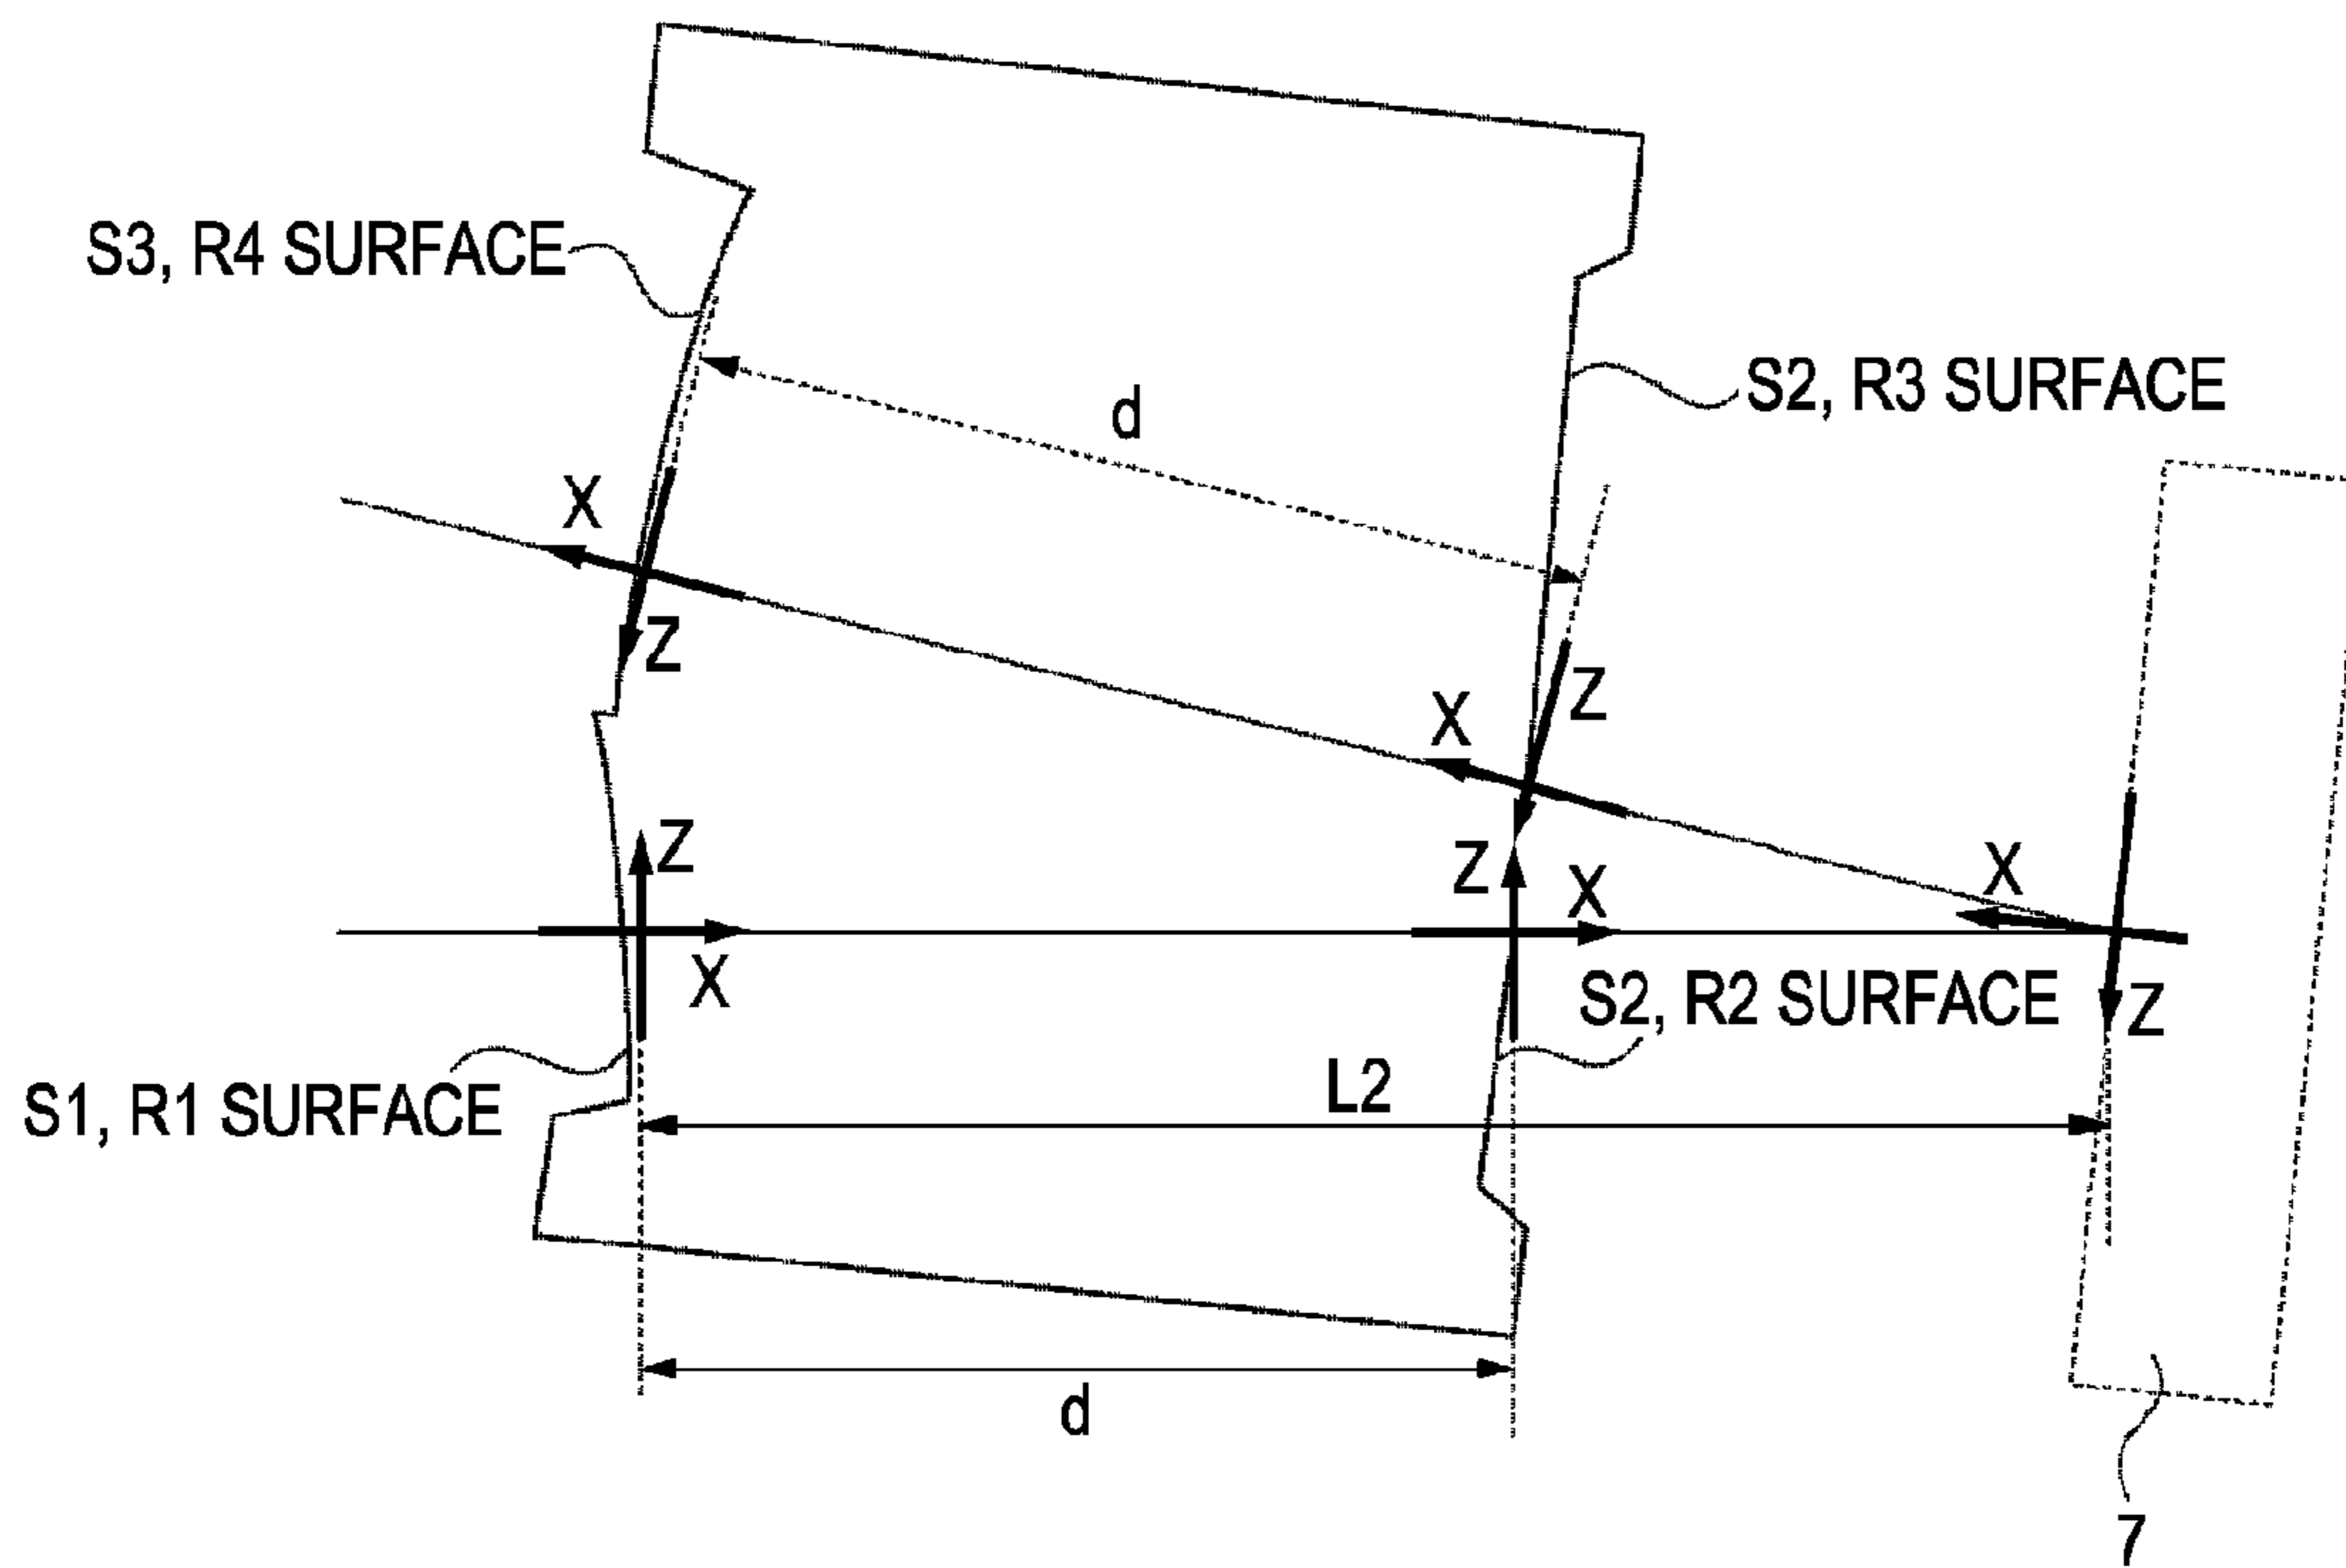 S3, R4 SURFACE
S2, R3 SURFACE
d
X
Z
Z
X
Z
Z
X
X
X
Z
S2, R2 SURFACE
S1, R1 SURFACE
L2
d
7